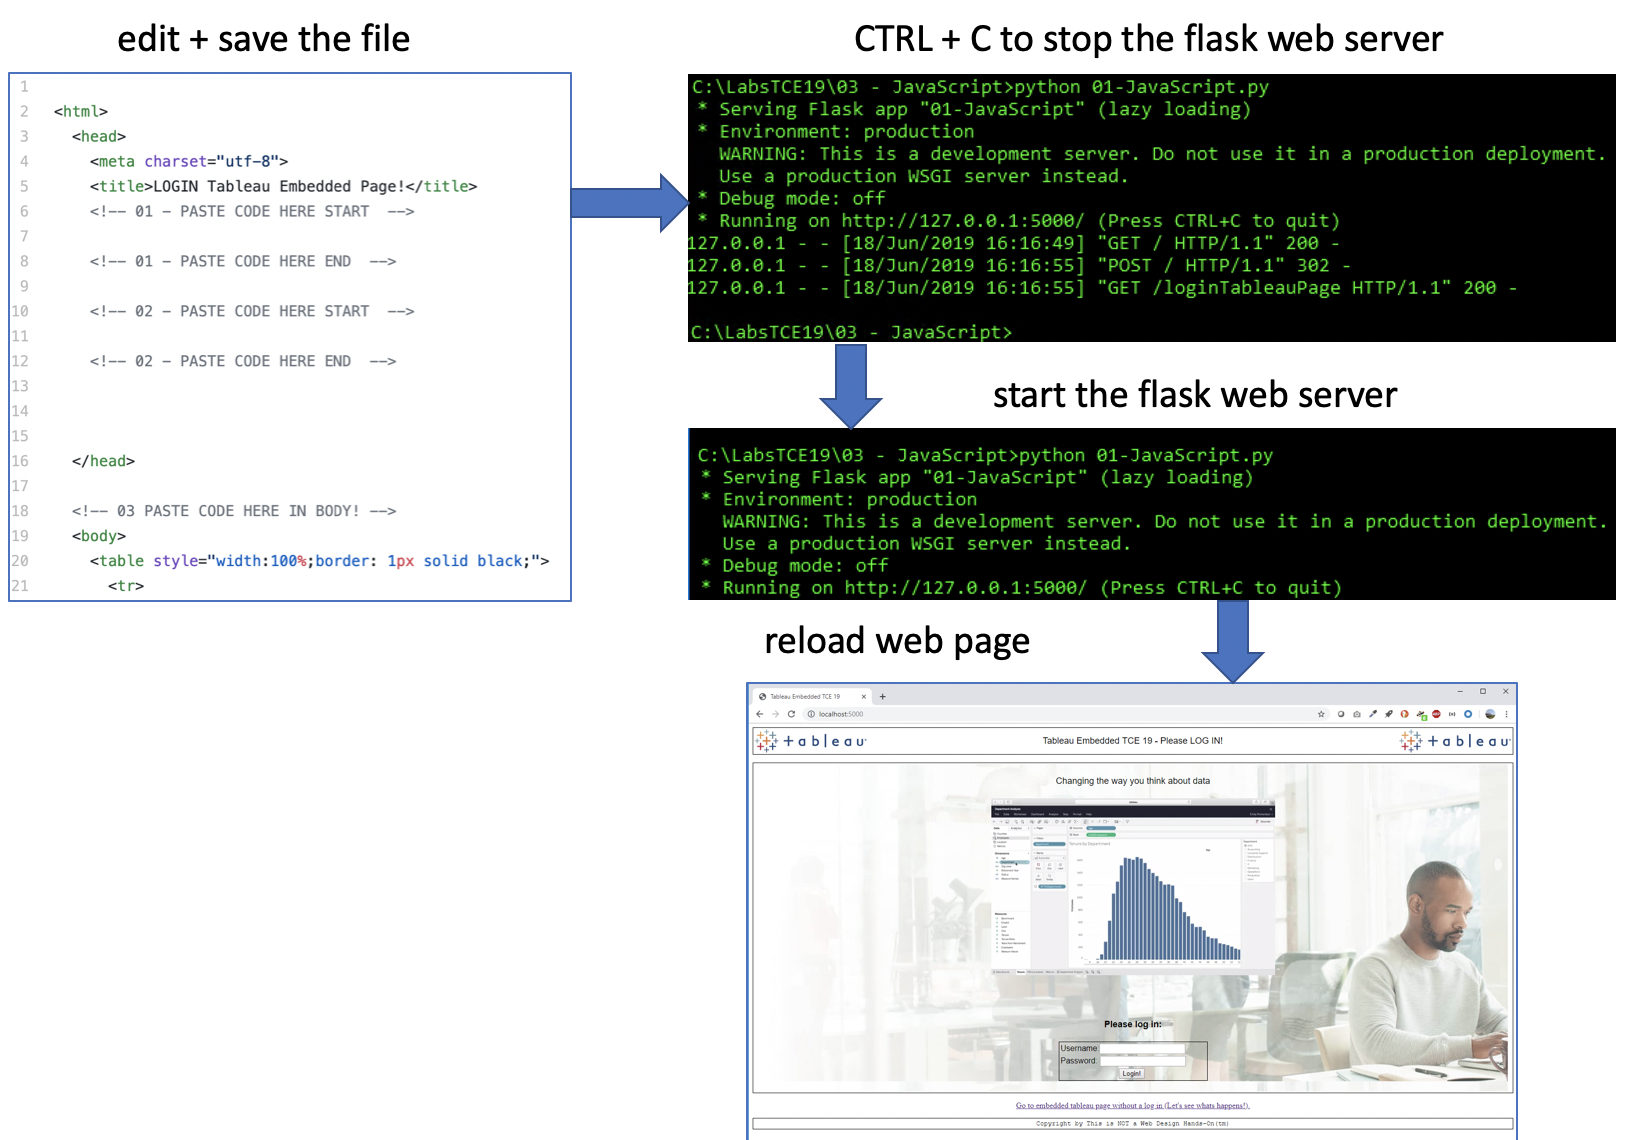 edit + save the file
1
2 <html>
3 <head>
4 <meta charset="utf-8">
5 <title>LOGIN Tableau Embedded Page!</title>
6 <!-- 01 - PASTE CODE HERE START -->
7
8 <!-- 01 - PASTE CODE HERE END -->
9
10 <!-- 02 - PASTE CODE HERE START -->
11
12 <!-- 02 - PASTE CODE HERE END -->
13
14
15
16 </head>
17
18 <!-- 03 PASTE CODE HERE IN BODY! -->
19 <body>
20 <table style="width:100%;border: 1px solid black;">
21 <tr>
CTRL + C to stop the flask web server
C:\LabsTCE19\03 - JavaScript>python 01-JavaScript.py
* Serving Flask app "01-JavaScript" (lazy loading)
* Environment: production
WARNING: This is a development server. Do not use it in a production deployment.
Use a production WSGI server instead.
* Debug mode: off
* Running on http://127.0.0.1:5000/ (Press CTRL+C to quit)
127.0.0.1 - - [18/Jun/2019 16:16:49] "GET / HTTP/1.1" 200 -
127.0.0.1 - - [18/Jun/2019 16:16:55] "POST / HTTP/1.1" 302 -
127.0.0.1 - - [18/Jun/2019 16:16:55] "GET /loginTableauPage HTTP/1.1" 200 -
C:\LabsTCE19\03 - JavaScript>
start the flask web server
C:\LabsTCE19\03 - JavaScript>python 01-JavaScript.py
* Serving Flask app "01-JavaScript" (lazy loading)
* Environment: production
WARNING: This is a development server. Do not use it in a production deployment.
Use a production WSGI server instead.
* Debug mode: off
* Running on http://127.0.0.1:5000/ (Press CTRL+C to quit)
reload web page
Tableau Embedded TCE 19
localhost:5000
tableau Tableau Embedded TCE 19 - Please LOG IN! tableau
Changing the way you think about data
Tenure by Department
Please log in:
Username:
Password:
Login!
Go to embedded tableau page without a log in (Let's see whats happens!).
Copyright by This is NOT a Web Design Hands-On(tm)